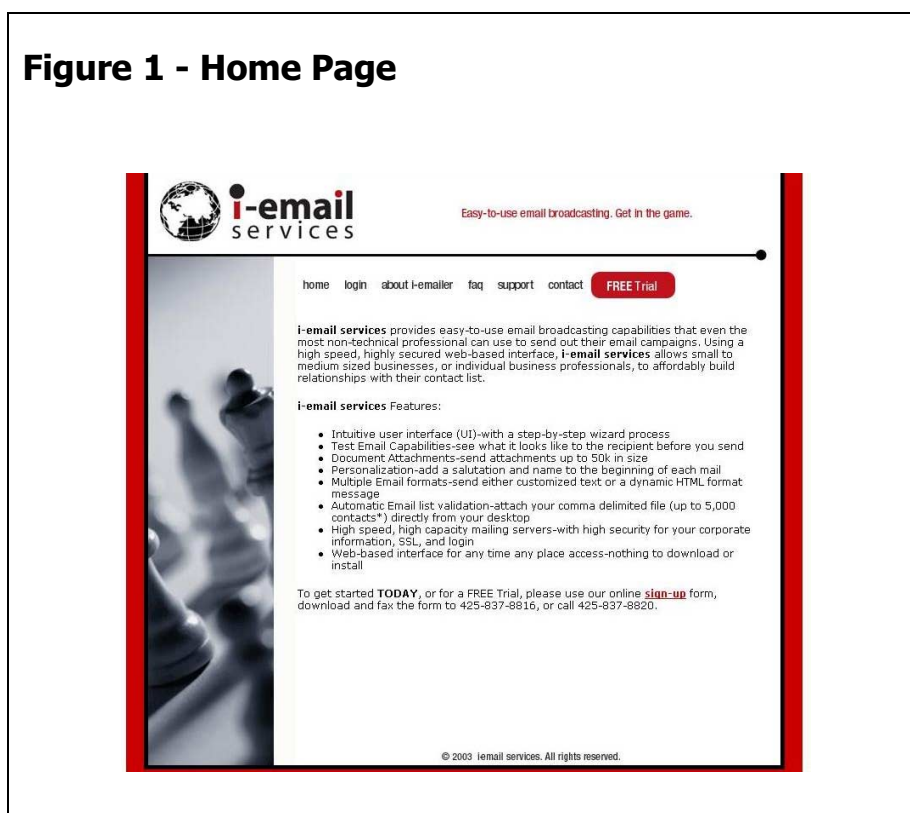 Figure 1 - Home Page
i-email
services
Easy-to-use email broadcasting. Get in the game.
home login about i-emailer faq support contact FREE Trial
i-email services provides easy-to-use email broadcasting capabilities that even the
most non-technical professional can use to send out their email campaigns. Using a
high speed, highly secured web-based interface, i-email services allows small to
medium sized businesses, or individual business professionals, to affordably build
relationships with their contact list.
i-email services Features:
• Intuitive user interface (UI)-with a step-by-step wizard process
• Test Email Capabilities-see what it looks like to the recipient before you send
• Document Attachments-send attachments up to 50k in size
• Personalization-add a salutation and name to the beginning of each mail
• Multiple Email formats-send either customized text or a dynamic HTML format
message
• Automatic Email list validation-attach your comma delimited file (up to 5,000
contacts*) directly from your desktop
• High speed, high capacity mailing servers-with high security for your corporate
information, SSL, and login
• Web-based interface for any time any place access-nothing to download or
install
To get started TODAY, or for a FREE Trial, please use our online sign-up form,
download and fax the form to 425-837-8816, or call 425-837-8820.
© 2003 iemail services. All rights reserved.